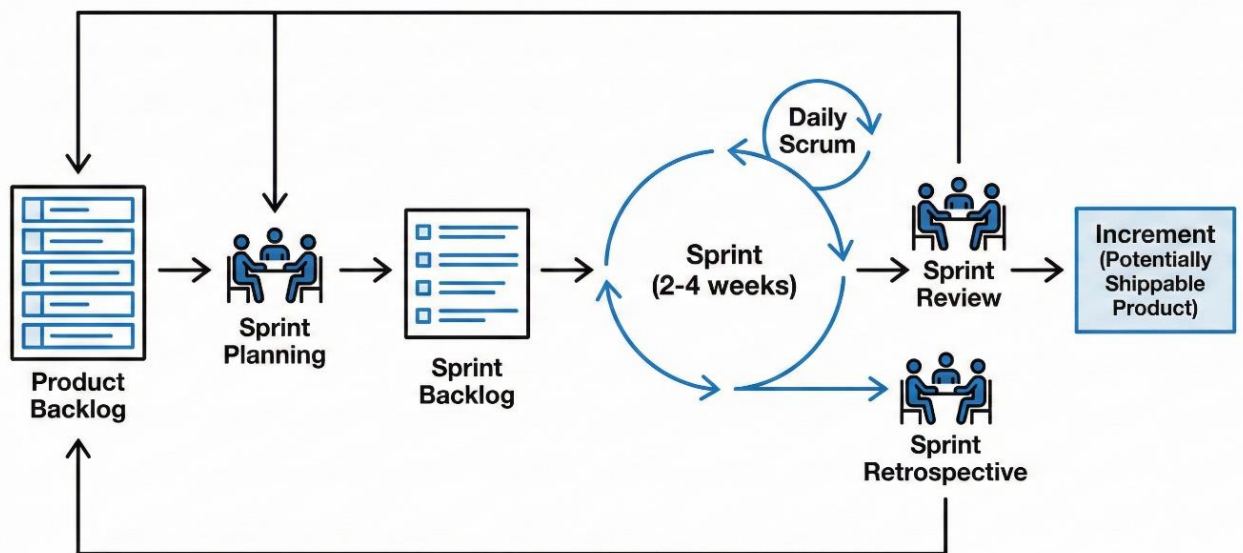 Product
Backlog
Sprint
Planning
Sprint
Backlog
Daily
Scrum
Sprint
(2-4 weeks)
Sprint
Review
Increment
(Potentially
Shippable
Product)
Sprint
Retrospective